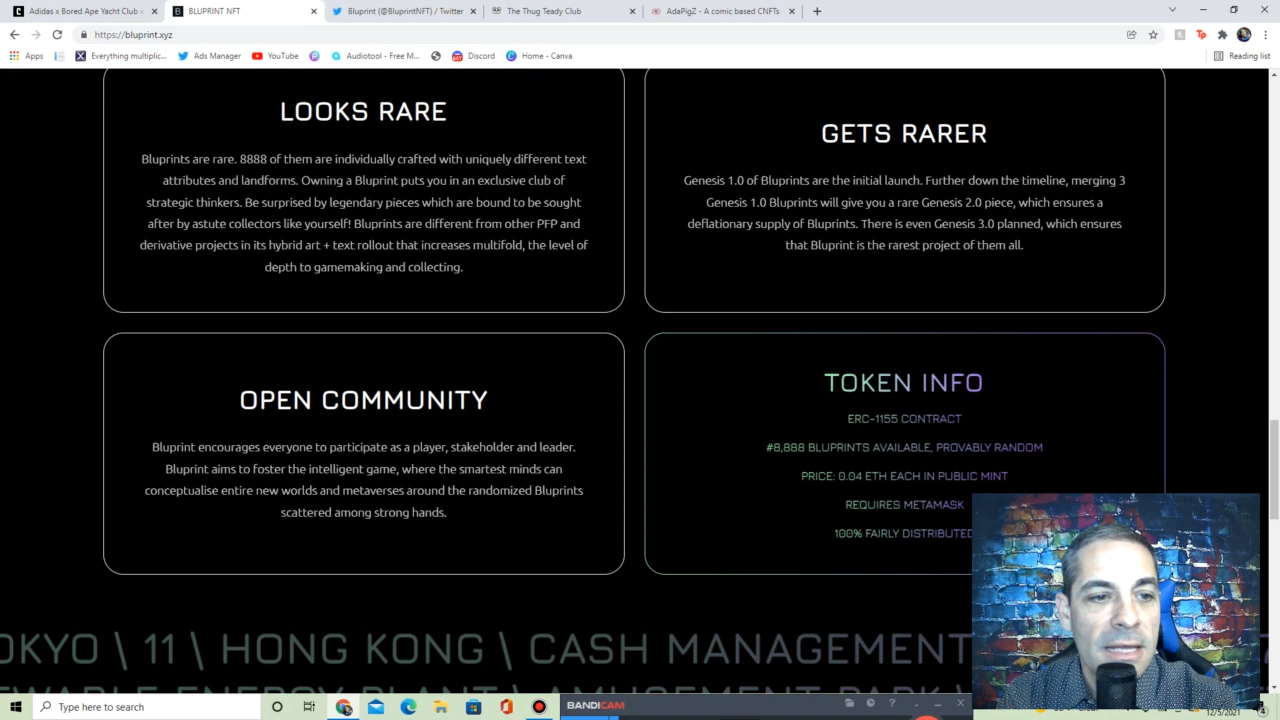 Adidas x Bored Ape Yacht Club
BLUPRINT NFT
Bluprint (@BluprintNFT) / Twitter
The Thug Teady Club
AdaPigZ - A comic based CNFTs
https://bluprint.xyz
Apps
Everything multiplic...
Ads Manager
YouTube
Audiotool - Free M...
Discord
Home - Canva
Reading list
LOOKS RARE
Bluprints are rare. 8888 of them are individually crafted with uniquely different text
attributes and landforms. Owning a Bluprint puts you in an exclusive club of
strategic thinkers. Be surprised by legendary pieces which are bound to be sought
after by astute collectors like yourself! Bluprints are different from other PFP and
derivative projects in its hybrid art + text rollout that increases multifold, the level of
depth to gamemaking and collecting.
GETS RARER
Genesis 1.0 of Bluprints are the initial launch. Further down the timeline, merging 3
Genesis 1.0 Bluprints will give you a rare Genesis 2.0 piece, which ensures a
deflationary supply of Bluprints. There is even Genesis 3.0 planned, which ensures
that Bluprint is the rarest project of them all.
OPEN COMMUNITY
Bluprint encourages everyone to participate as a player, stakeholder and leader.
Bluprint aims to foster the intelligent game, where the smartest minds can
conceptualise entire new worlds and metaverses around the randomized Bluprints
scattered among strong hands.
TOKEN INFO
ERC-1155 CONTRACT
#8,888 BLUPRINTS AVAILABLE, PROVABLY RANDOM
PRICE: 0.04 ETH EACH IN PUBLIC MINT
REQUIRES METAMASK
100% FAIRLY DISTRIBUTED
OKYO \ 11 \ HONG KONG \ CASH MANAGEMENT
EWABLE ENERGY PLANT \ AMUSEMENT PARK \
Type here to search
BANDICAM
12/5/2021
4